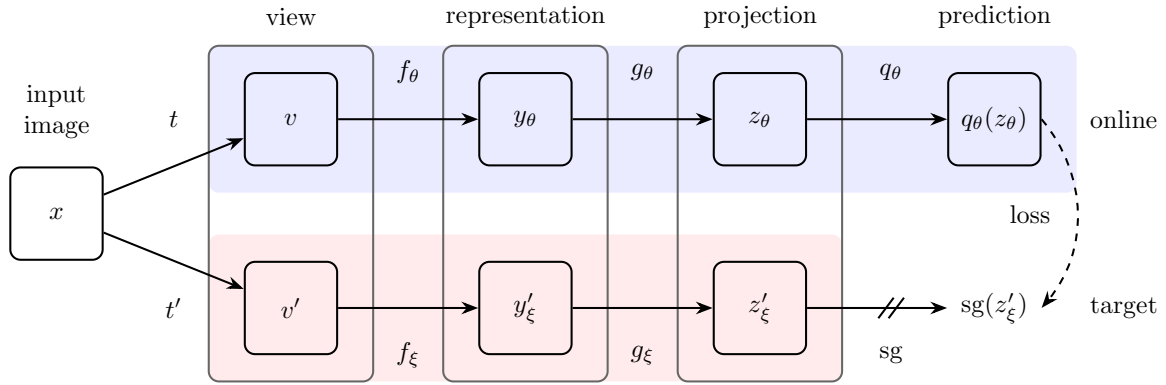 view representation projection prediction
f_θ g_θ q_θ
input
image
t v y_θ z_θ q_θ(z_θ) online
x
loss
t′ v′ y′_ξ z′_ξ sg(z′_ξ) target
f_ξ g_ξ sg